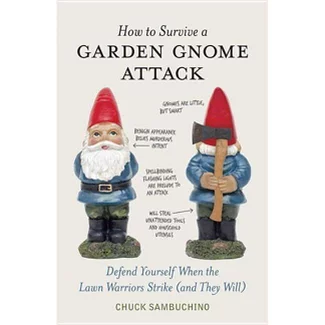 How to Survive a
GARDEN GNOME
ATTACK
GNOMES ARE LITTLE,
BUT SMART
BENIGN APPEARANCE
BELIES MURDEROUS
INTENT
SPELLBINDING
FLASHING LIGHTS
ARE PRELUDE TO
AN ATTACK
WILL STEAL
UNATTENDED TOOLS
AND HOUSEHOLD
UTENSILS
Defend Yourself When the
Lawn Warriors Strike (and They Will)
CHUCK SAMBUCHINO